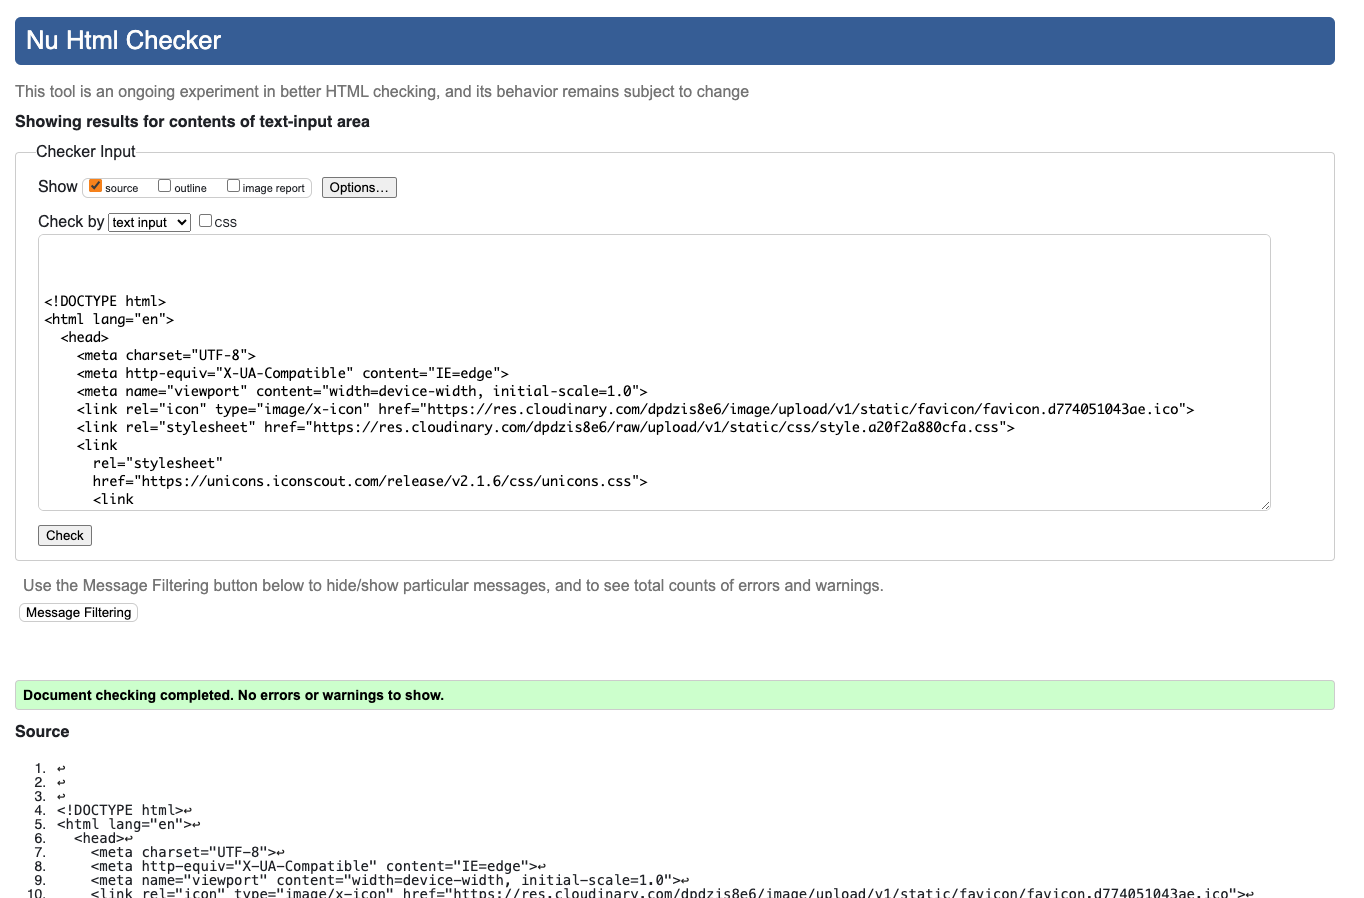 Nu Html Checker
This tool is an ongoing experiment in better HTML checking, and its behavior remains subject to change
Showing results for contents of text-input area
Checker Input
Show source outline image report Options...
Check by text input css
<!DOCTYPE html>
<html lang="en">
<head>
<meta charset="UTF-8">
<meta http-equiv="X-UA-Compatible" content="IE=edge">
<meta name="viewport" content="width=device-width, initial-scale=1.0">
<link rel="icon" type="image/x-icon" href="https://res.cloudinary.com/dpdzis8e6/image/upload/v1/static/favicon/favicon.d774051043ae.ico">
<link rel="stylesheet" href="https://res.cloudinary.com/dpdzis8e6/raw/upload/v1/static/css/style.a20f2a880cfa.css">
<link
rel="stylesheet"
href="https://unicons.iconscout.com/release/v2.1.6/css/unicons.css">
<link
Check
Use the Message Filtering button below to hide/show particular messages, and to see total counts of errors and warnings.
Message Filtering
Document checking completed. No errors or warnings to show.
Source
1. ↩
2. ↩
3. ↩
4. <!DOCTYPE html>↩
5. <html lang="en">↩
6. <head>↩
7. <meta charset="UTF-8">↩
8. <meta http-equiv="X-UA-Compatible" content="IE=edge">↩
9. <meta name="viewport" content="width=device-width, initial-scale=1.0">↩
10. <link rel="icon" type="image/x-icon" href="https://res.cloudinary.com/dpdzis8e6/image/upload/v1/static/favicon/favicon.d774051043ae.ico">↩